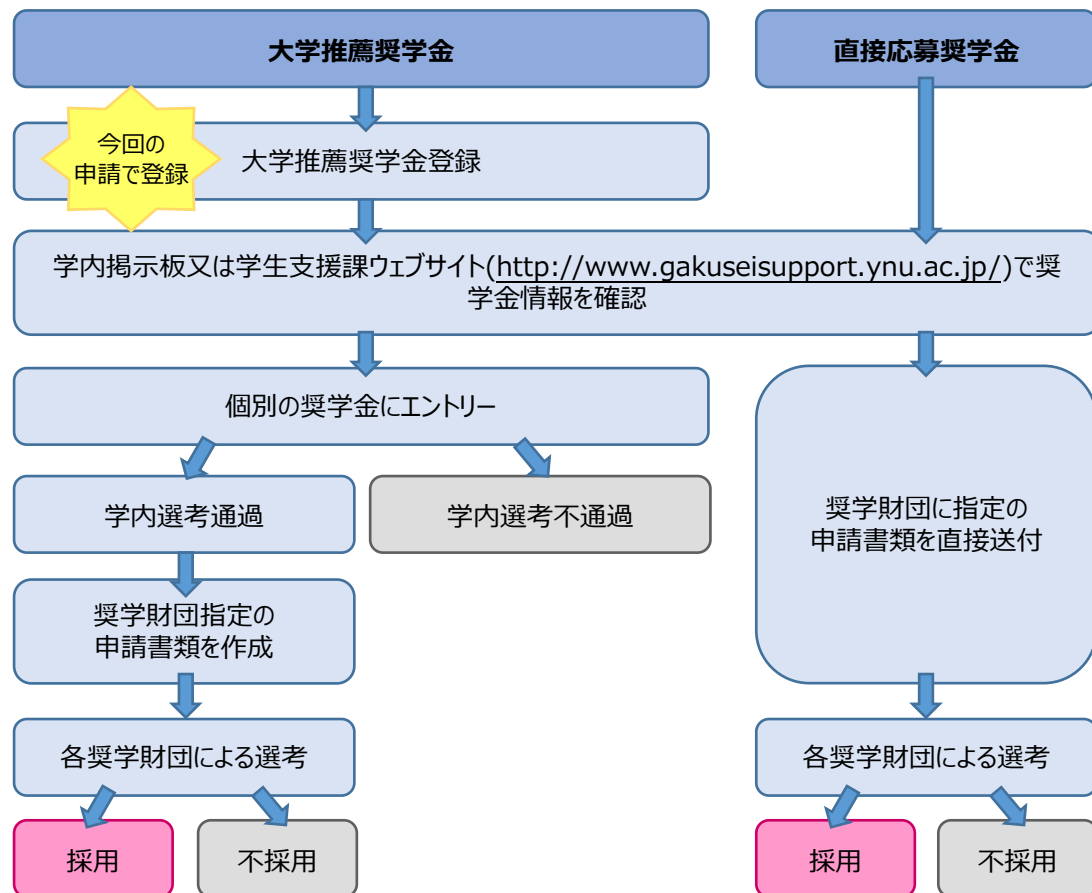 大学推薦奨学金
直接応募奨学金
今回の
申請で登録
大学推薦奨学金登録
学内掲示板又は学生支援課ウェブサイト(http://www.gakuseisupport.ynu.ac.jp/)で奨
学金情報を確認
個別の奨学金にエントリー
学内選考通過
学内選考不通過
奨学財団に指定の
申請書類を直接送付
奨学財団指定の
申請書類を作成
各奨学財団による選考
各奨学財団による選考
採用
不採用
採用
不採用